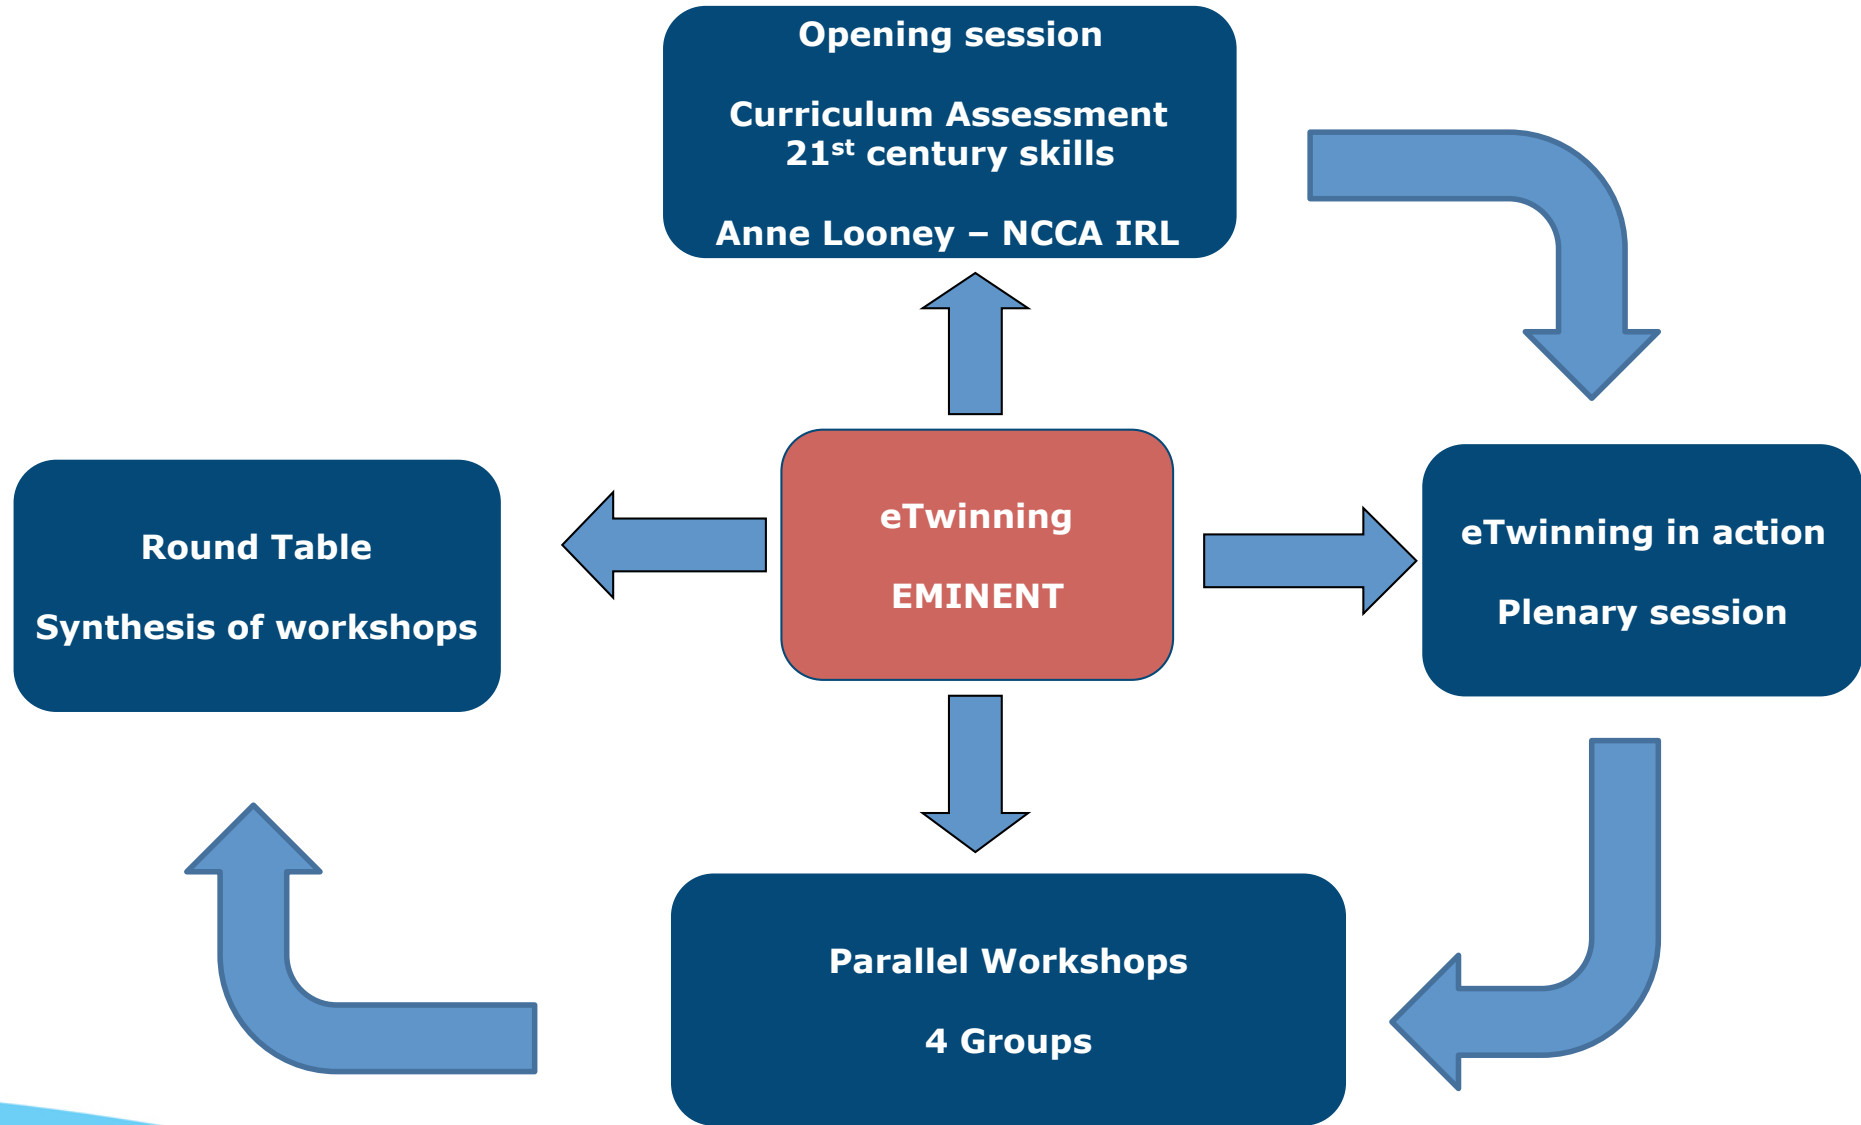 Opening session
Curriculum Assessment
21st century skills
Anne Looney – NCCA IRL
eTwinning
EMINENT
Round Table
Synthesis of workshops
eTwinning in action
Plenary session
Parallel Workshops
4 Groups